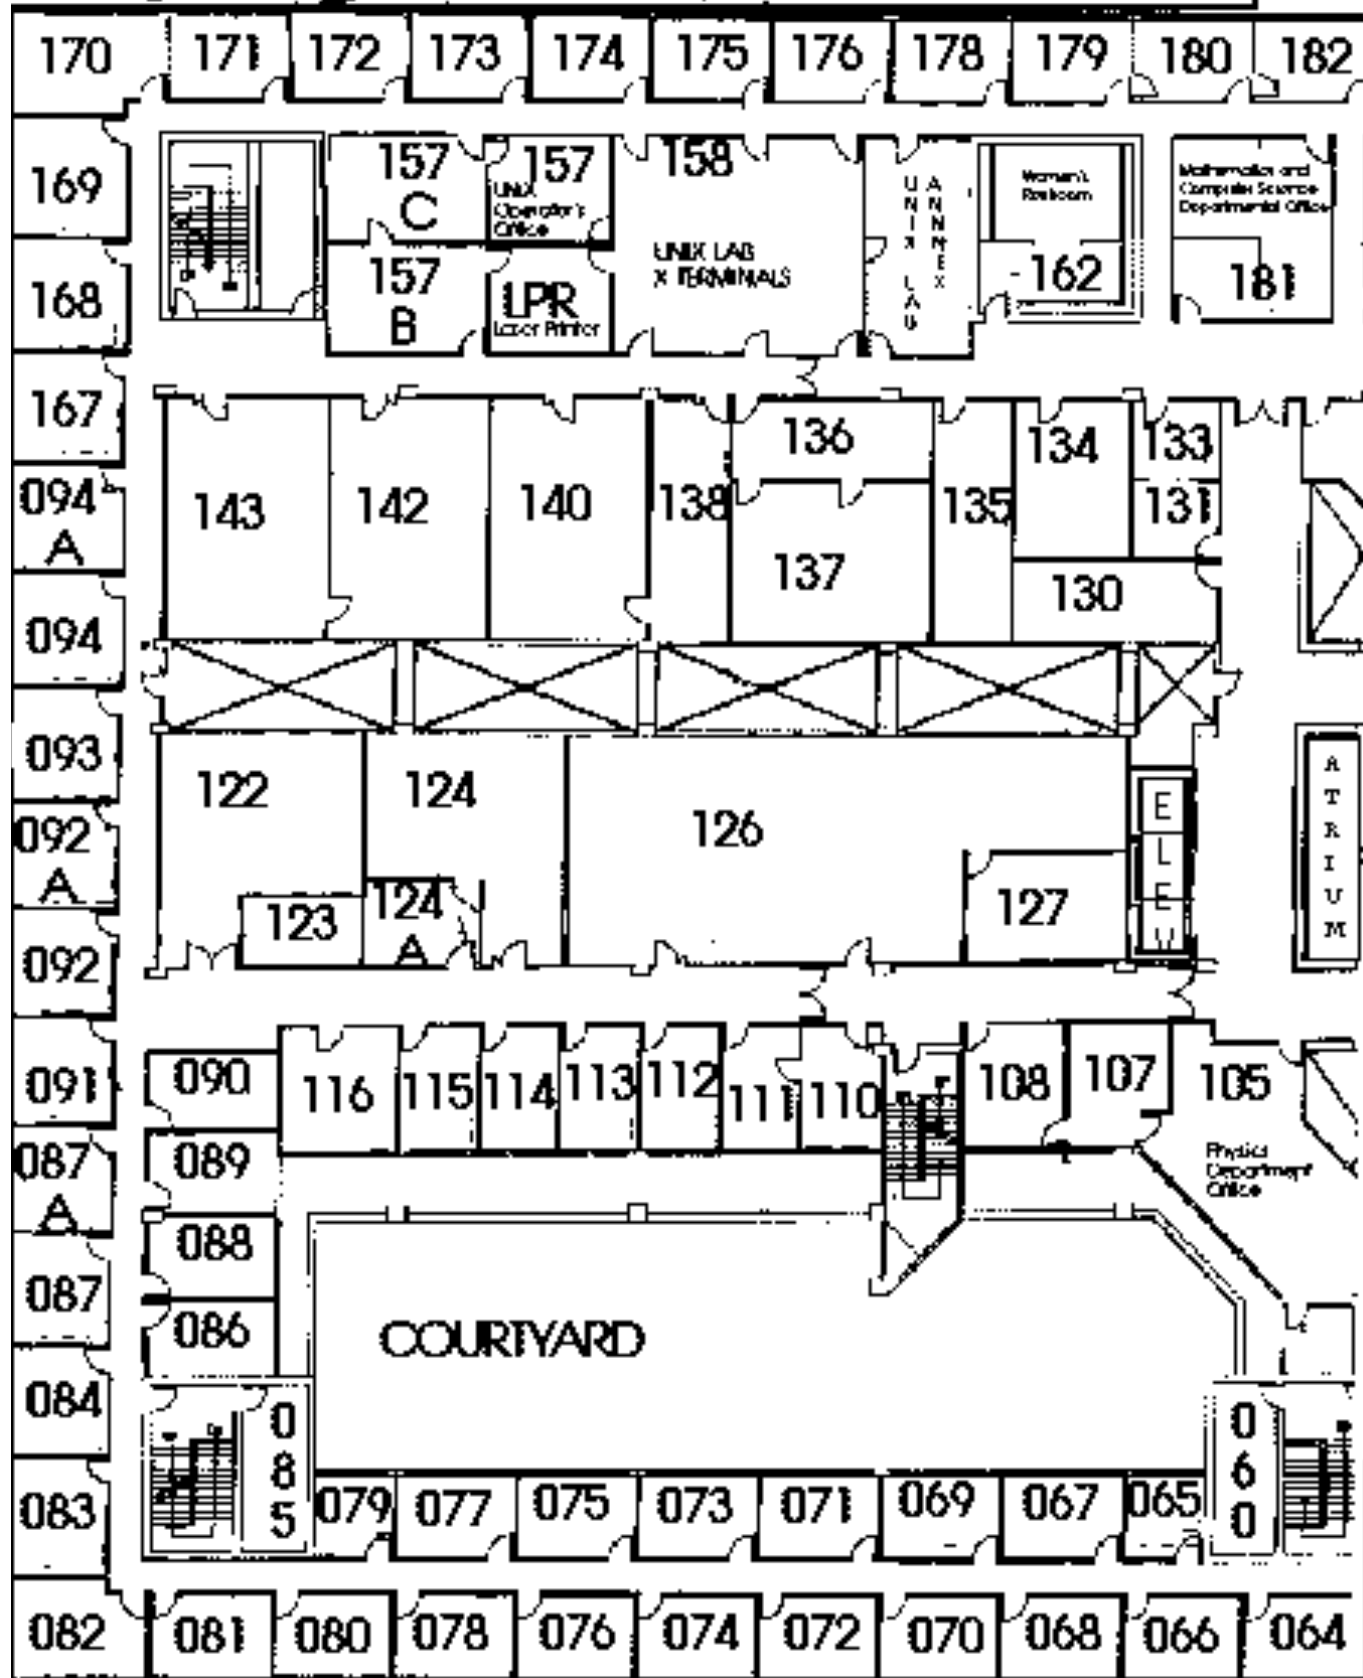 170 171 172 173 174 175 176 178 179 180 182
169
157 C
157
UNIX
Operator's
Office
158
UNIX LAB
X TERMINALS
UNIX LAB
ANNNEX
Women's
Restroom
162
Mathematics and
Computer Science
Departmental Office
181
168
157 B
LPR
Laser Printer
167
136
134
133
094 A
143
142
140
138
135
131
137
130
094
093
122
124
126
ELEV
ATRIUM
092 A
123
124 A
127
092
091
090
116
115
114
113
112
111
110
108
107
105
Physics
Department
Office
087 A
089
088
087
086
COURTYARD
084
085
060
083
079 077 075 073 071 069 067 065
082 081 080 078 076 074 072 070 068 066 064